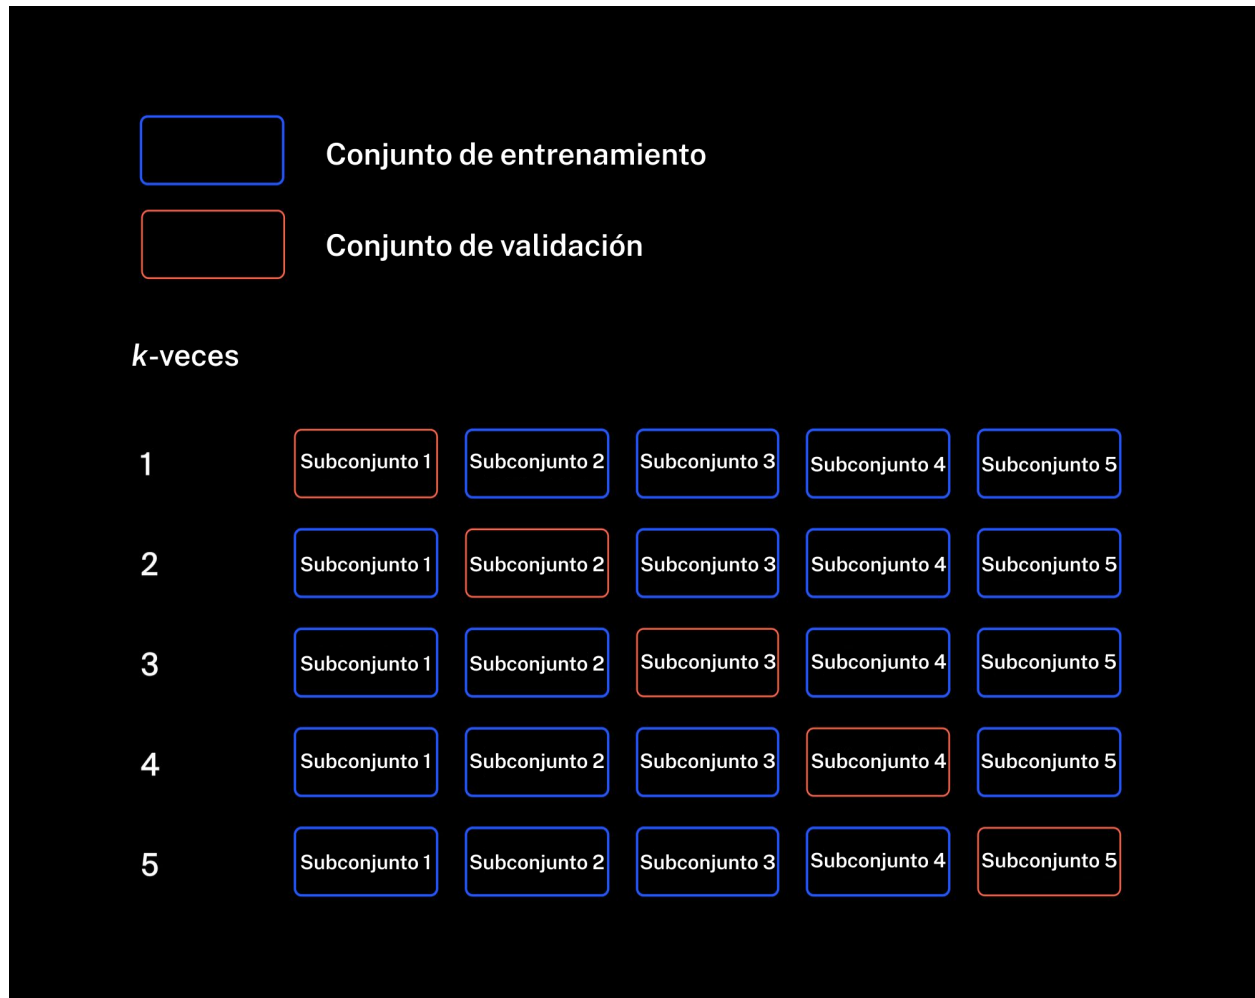 Conjunto de entrenamiento
Conjunto de validación
k-veces
1 Subconjunto 1 Subconjunto 2 Subconjunto 3 Subconjunto 4 Subconjunto 5
2 Subconjunto 1 Subconjunto 2 Subconjunto 3 Subconjunto 4 Subconjunto 5
3 Subconjunto 1 Subconjunto 2 Subconjunto 3 Subconjunto 4 Subconjunto 5
4 Subconjunto 1 Subconjunto 2 Subconjunto 3 Subconjunto 4 Subconjunto 5
5 Subconjunto 1 Subconjunto 2 Subconjunto 3 Subconjunto 4 Subconjunto 5